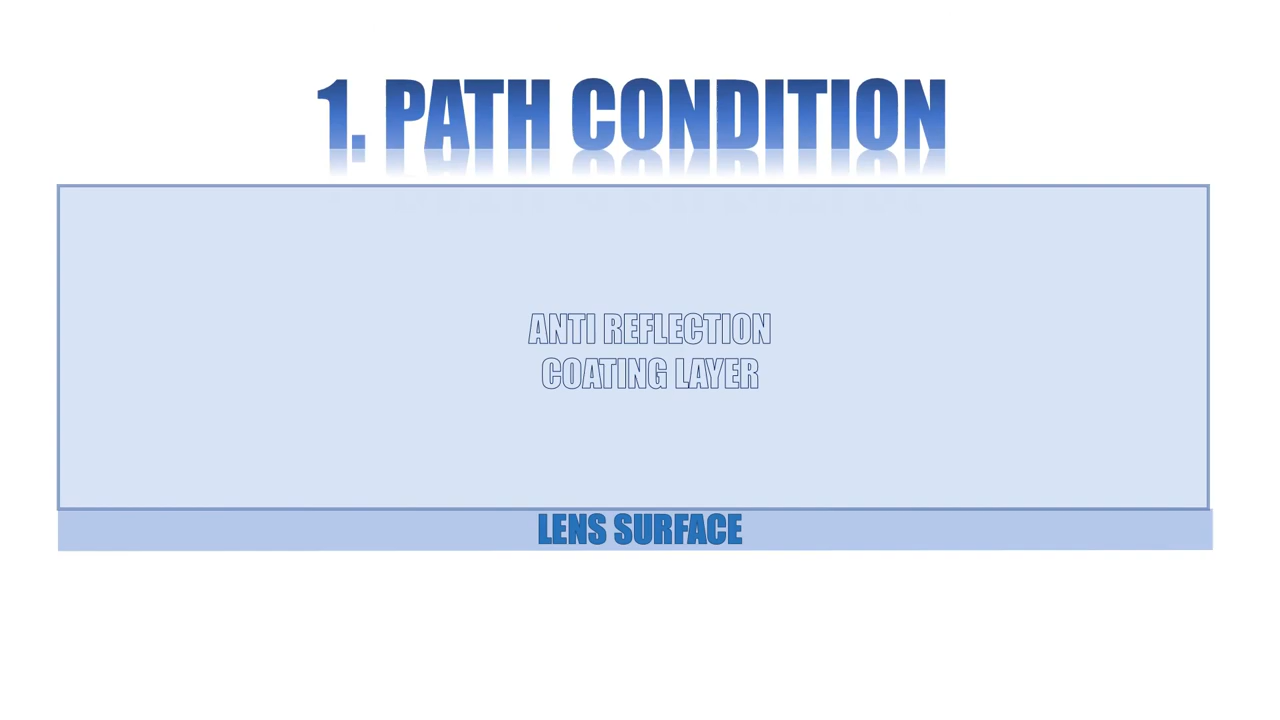 1. PATH CONDITION
ANTI REFLECTION
COATING LAYER
LENS SURFACE